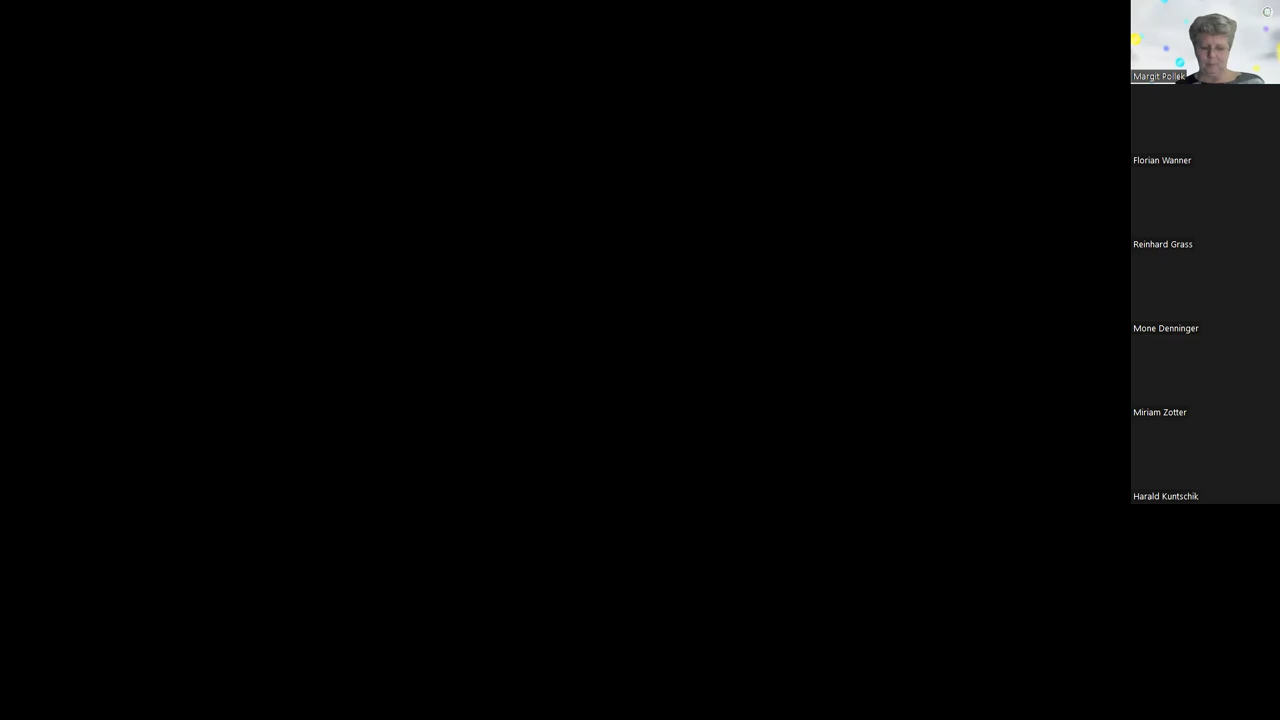 Margit Pollek
Florian Wanner
Reinhard Grass
Mone Denninger
Miriam Zotter
Harald Kuntschik